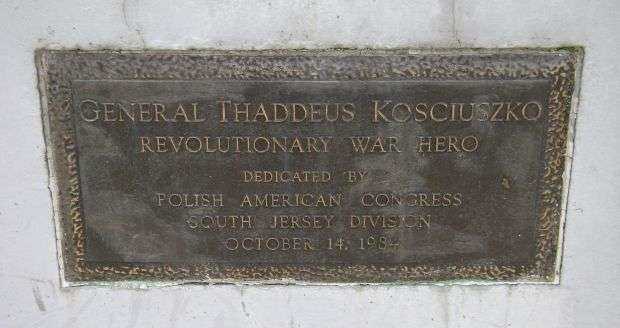 GENERAL THADDEUS KOSCIUSZKO
REVOLUTIONARY WAR HERO
DEDICATED BY
POLISH AMERICAN CONGRESS
SOUTH JERSEY DIVISION
OCTOBER 14, 1984